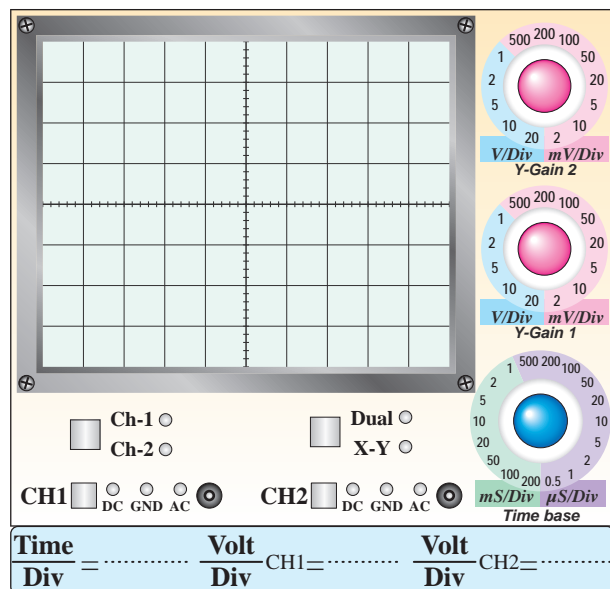 500 200 100
1 50
2 20
5 10
10 20 2
V/Div mV/Div
Y-Gain 2
500 200 100
1 50
2 20
5 10
10 20 2
V/Div mV/Div
Y-Gain 1
1 500 200 100
2 50
5 20
10 10
20 5
50 2
100 200 0.5 1
mS/Div µS/Div
Time base
Ch-1
Ch-2
Dual
X-Y
CH1 DC GND AC
CH2 DC GND AC
Time/Div = ............ Volt/Div CH1= ............ Volt/Div CH2= ............